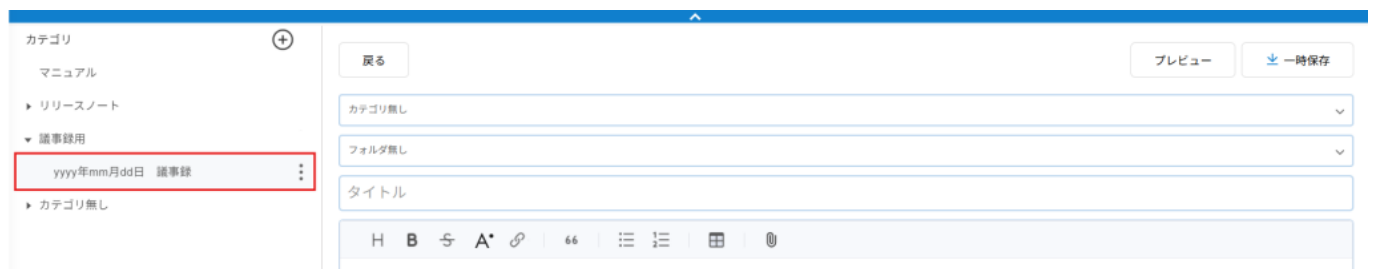 カテゴリ
マニュアル
リリースノート
議事録用
yyyy年mm月dd日　議事録
カテゴリ無し
戻る
プレビュー
一時保存
カテゴリ無し
フォルダ無し
タイトル
H B S A 66